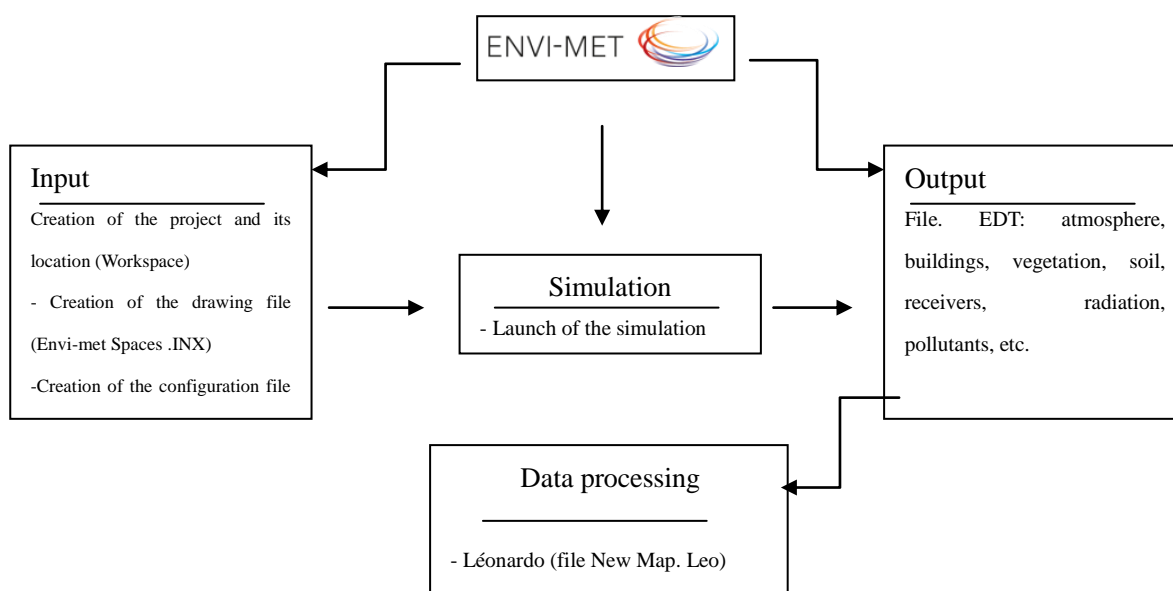 ENVI-MET
Input
Creation of the project and its
location (Workspace)
- Creation of the drawing file
(Envi-met Spaces .INX)
-Creation of the configuration file
Simulation
- Launch of the simulation
Output
File. EDT: atmosphere,
buildings, vegetation, soil,
receivers, radiation,
pollutants, etc.
Data processing
- Léonardo (file New Map. Leo)